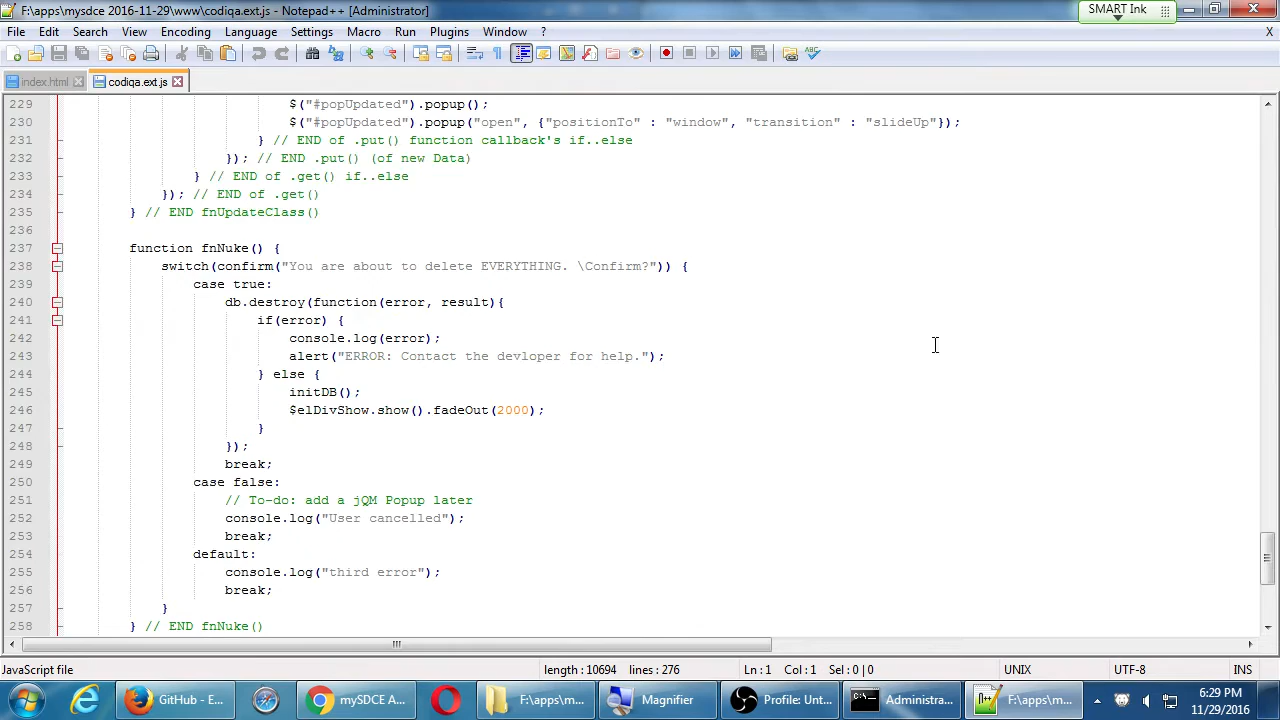 F:\apps\mysdce 2016-11-29\www\codiqa.ext.js - Notepad++ [Administrator]
SMART Ink
File Edit Search View Encoding Language Settings Macro Run Plugins Window ? X
index.html codiqa.ext.js
229 $("#popUpdated").popup();
230 $("#popUpdated").popup("open", {"positionTo" : "window", "transition" : "slideUp"});
231 } // END of .put() function callback's if..else
232 }); // END .put() (of new Data)
233 } // END of .get() if..else
234 }); // END of .get()
235 } // END fnUpdateClass()
236
237 function fnNuke() {
238 switch(confirm("You are about to delete EVERYTHING. \Confirm?")) {
239 case true:
240 db.destroy(function(error, result){
241 if(error) {
242 console.log(error);
243 alert("ERROR: Contact the devloper for help.");
244 } else {
245 initDB();
246 $elDivShow.show().fadeOut(2000);
247 }
248 });
249 break;
250 case false:
251 // To-do: add a jQM Popup later
252 console.log("User cancelled");
253 break;
254 default:
255 console.log("third error");
256 break;
257 }
258 } // END fnNuke()
JavaScript file length : 10694 lines : 276 Ln : 1 Col : 1 Sel : 0 | 0 UNIX UTF-8 INS
GitHub - E... mySDCE A... F:\apps\m... Magnifier Profile: Unt... Administra... F:\apps\m... 6:29 PM
11/29/2016